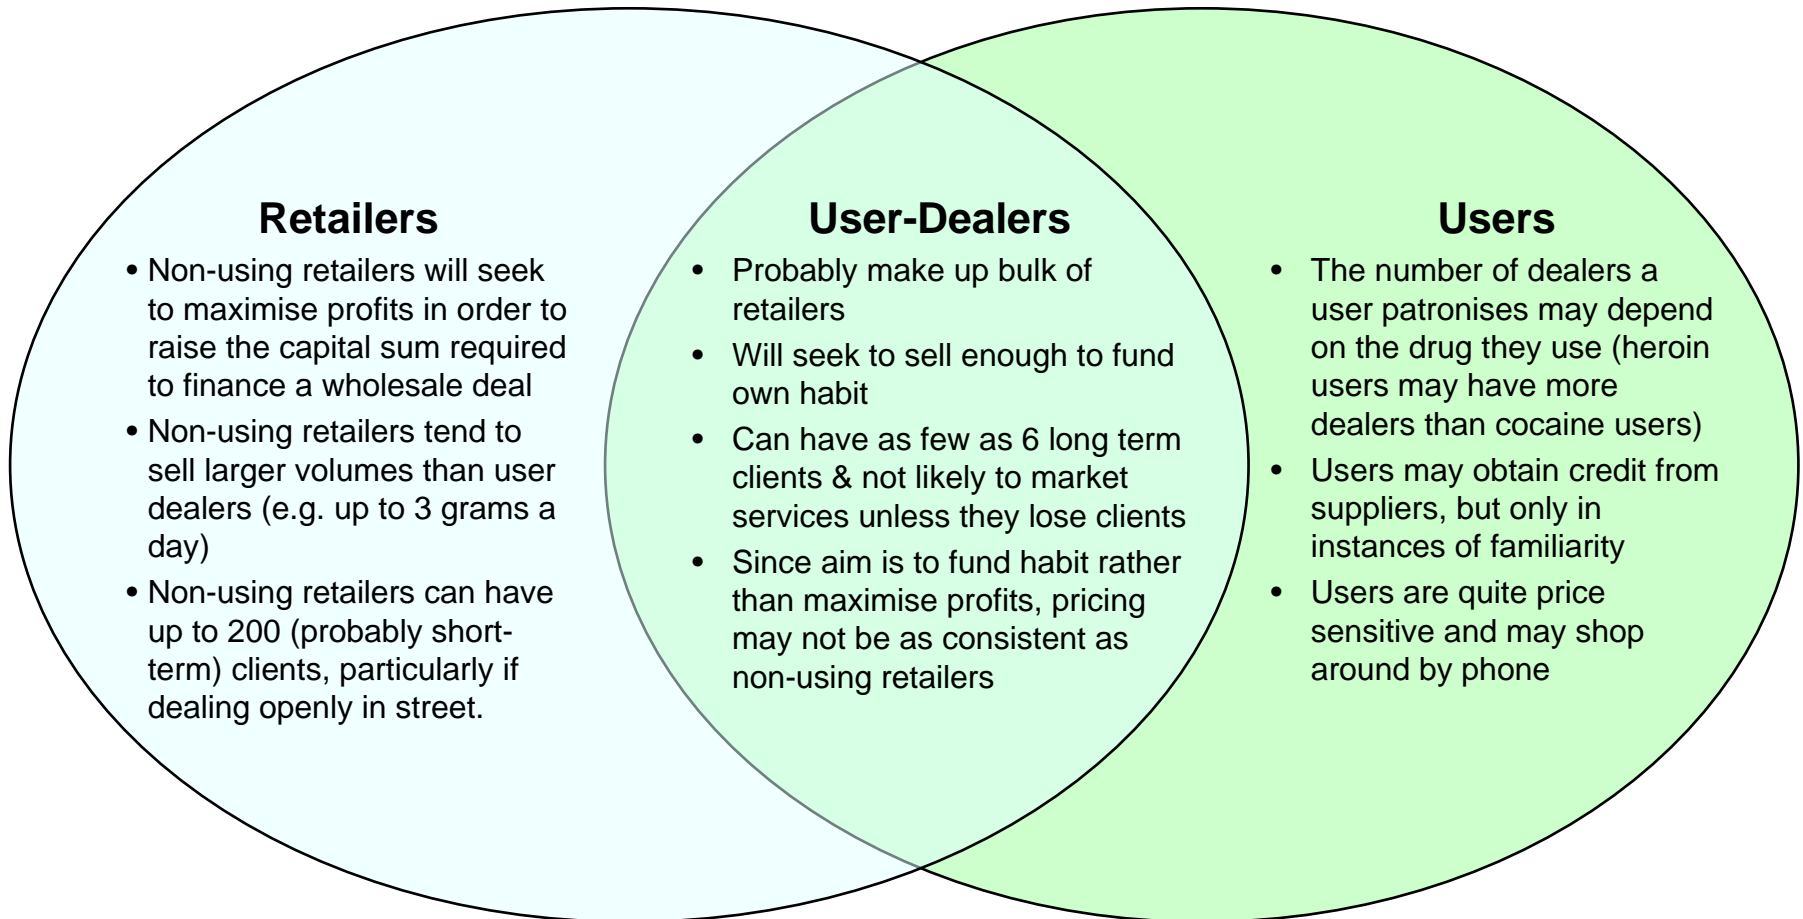 Retailers
• Non-using retailers will seek
to maximise profits in order to
raise the capital sum required
to finance a wholesale deal
• Non-using retailers tend to
sell larger volumes than user
dealers (e.g. up to 3 grams a
day)
• Non-using retailers can have
up to 200 (probably short-
term) clients, particularly if
dealing openly in street.
User-Dealers
• Probably make up bulk of
retailers
• Will seek to sell enough to fund
own habit
• Can have as few as 6 long term
clients & not likely to market
services unless they lose clients
• Since aim is to fund habit rather
than maximise profits, pricing
may not be as consistent as
non-using retailers
Users
• The number of dealers a
user patronises may depend
on the drug they use (heroin
users may have more
dealers than cocaine users)
• Users may obtain credit from
suppliers, but only in
instances of familiarity
• Users are quite price
sensitive and may shop
around by phone